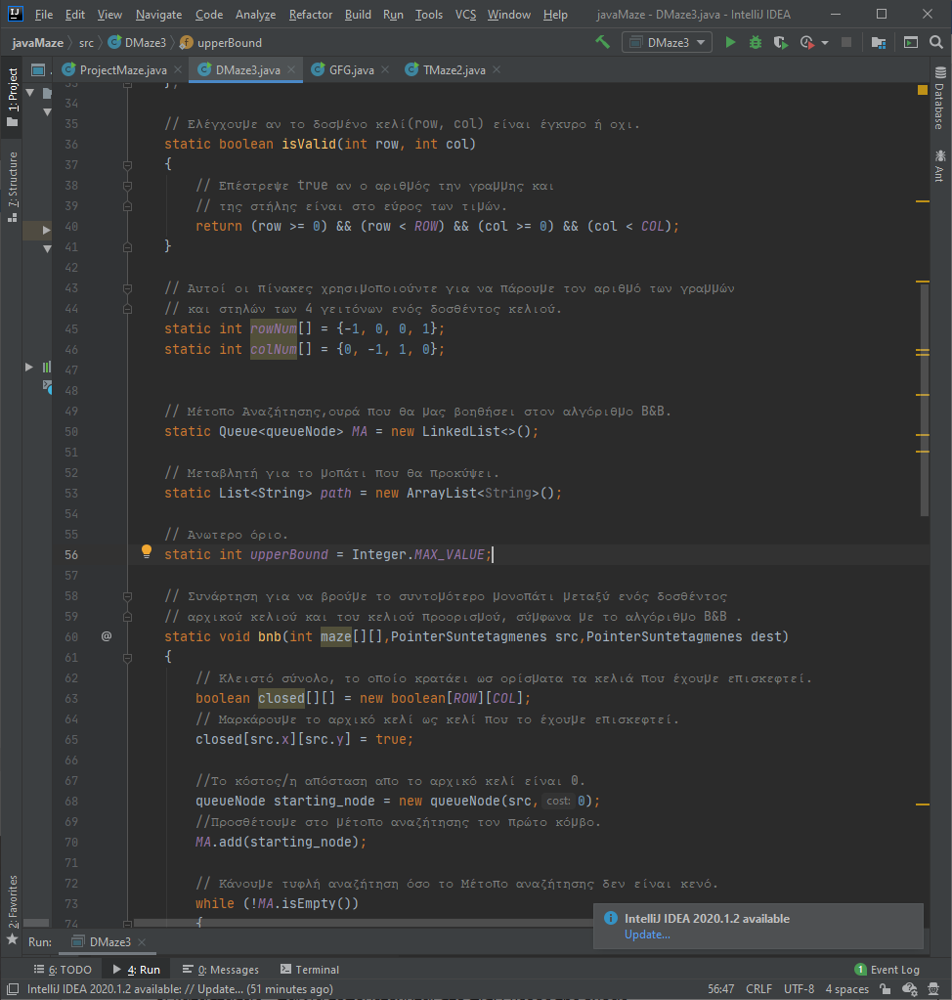 File Edit View Navigate Code Analyze Refactor Build Run Tools VCS Window Help javaMaze - DMaze3.java - IntelliJ IDEA
javaMaze src DMaze3 upperBound DMaze3
ProjectMaze.java DMaze3.java GFG.java TMaze2.java
1: Project
7: Structure
2: Favorites
Database
Ant
33 };
34
35 // Ελέγχουμε αν το δοσμένο κελί(row, col) είναι έγκυρο ή οχι.
36 static boolean isValid(int row, int col)
37 {
38 // Επέστρεψε true αν ο αριθμός την γραμμης και
39 // της στήλης είναι στο εύρος των τιμών.
40 return (row >= 0) && (row < ROW) && (col >= 0) && (col < COL);
41 }
42
43 // Αυτοί οι πίνακες χρησιμοποιούντε για να πάρουμε τον αριθμό των γραμμών
44 // και στηλών των 4 γειτόνων ενός δοσθέντος κελιού.
45 static int rowNum[] = {-1, 0, 0, 1};
46 static int colNum[] = {0, -1, 1, 0};
47
48
49 // Μέτοπο Αναζήτησης,ουρά που θα μας βοηθήσει στον αλγόριθμο B&B.
50 static Queue<queueNode> MA = new LinkedList<>();
51
52 // Μεταβλητή για το μοπάτι που θα προκύψει.
53 static List<String> path = new ArrayList<String>();
54
55 // Άνωτερο όριο.
56 static int upperBound = Integer.MAX_VALUE;
57
58 // Συνάρτηση για να βρούμε το συντομότερο μονοπάτι μεταξύ ενός δοσθέντος
59 // αρχικού κελιού και του κελιού προορισμού, σύμφωνα με το αλγόριθμο B&B .
60 @ static void bnb(int maze[][],PointerSuntetagmenes src,PointerSuntetagmenes dest)
61 {
62 // Κλειστό σύνολο, το οποίο κρατάει ωσ ορίσματα τα κελιά που έχουμε επισκεφτεί.
63 boolean closed[][] = new boolean[ROW][COL];
64 // Μαρκάρουμε το αρχικό κελί ως κελί που το έχουμε επισκεφτεί.
65 closed[src.x][src.y] = true;
66
67 //Το κόστος/η απόσταση απο το αρχικό κελί είναι 0.
68 queueNode starting_node = new queueNode(src, cost: 0);
69 //Προσθέτουμε στο μέτοπο αναζήτησης τον πρώτο κόμβο.
70 MA.add(starting_node);
71
72 // Κάνουμε τυφλή αναζήτηση όσο το Μέτοπο αναζήτησης δεν είναι κενό.
73 while (!MA.isEmpty())
74 {
IntelliJ IDEA 2020.1.2 available
Update...
Run: DMaze3
6: TODO 4: Run 0: Messages Terminal 1 Event Log
IntelliJ IDEA 2020.1.2 available: // Update... (51 minutes ago) 56:47 CRLF UTF-8 4 spaces